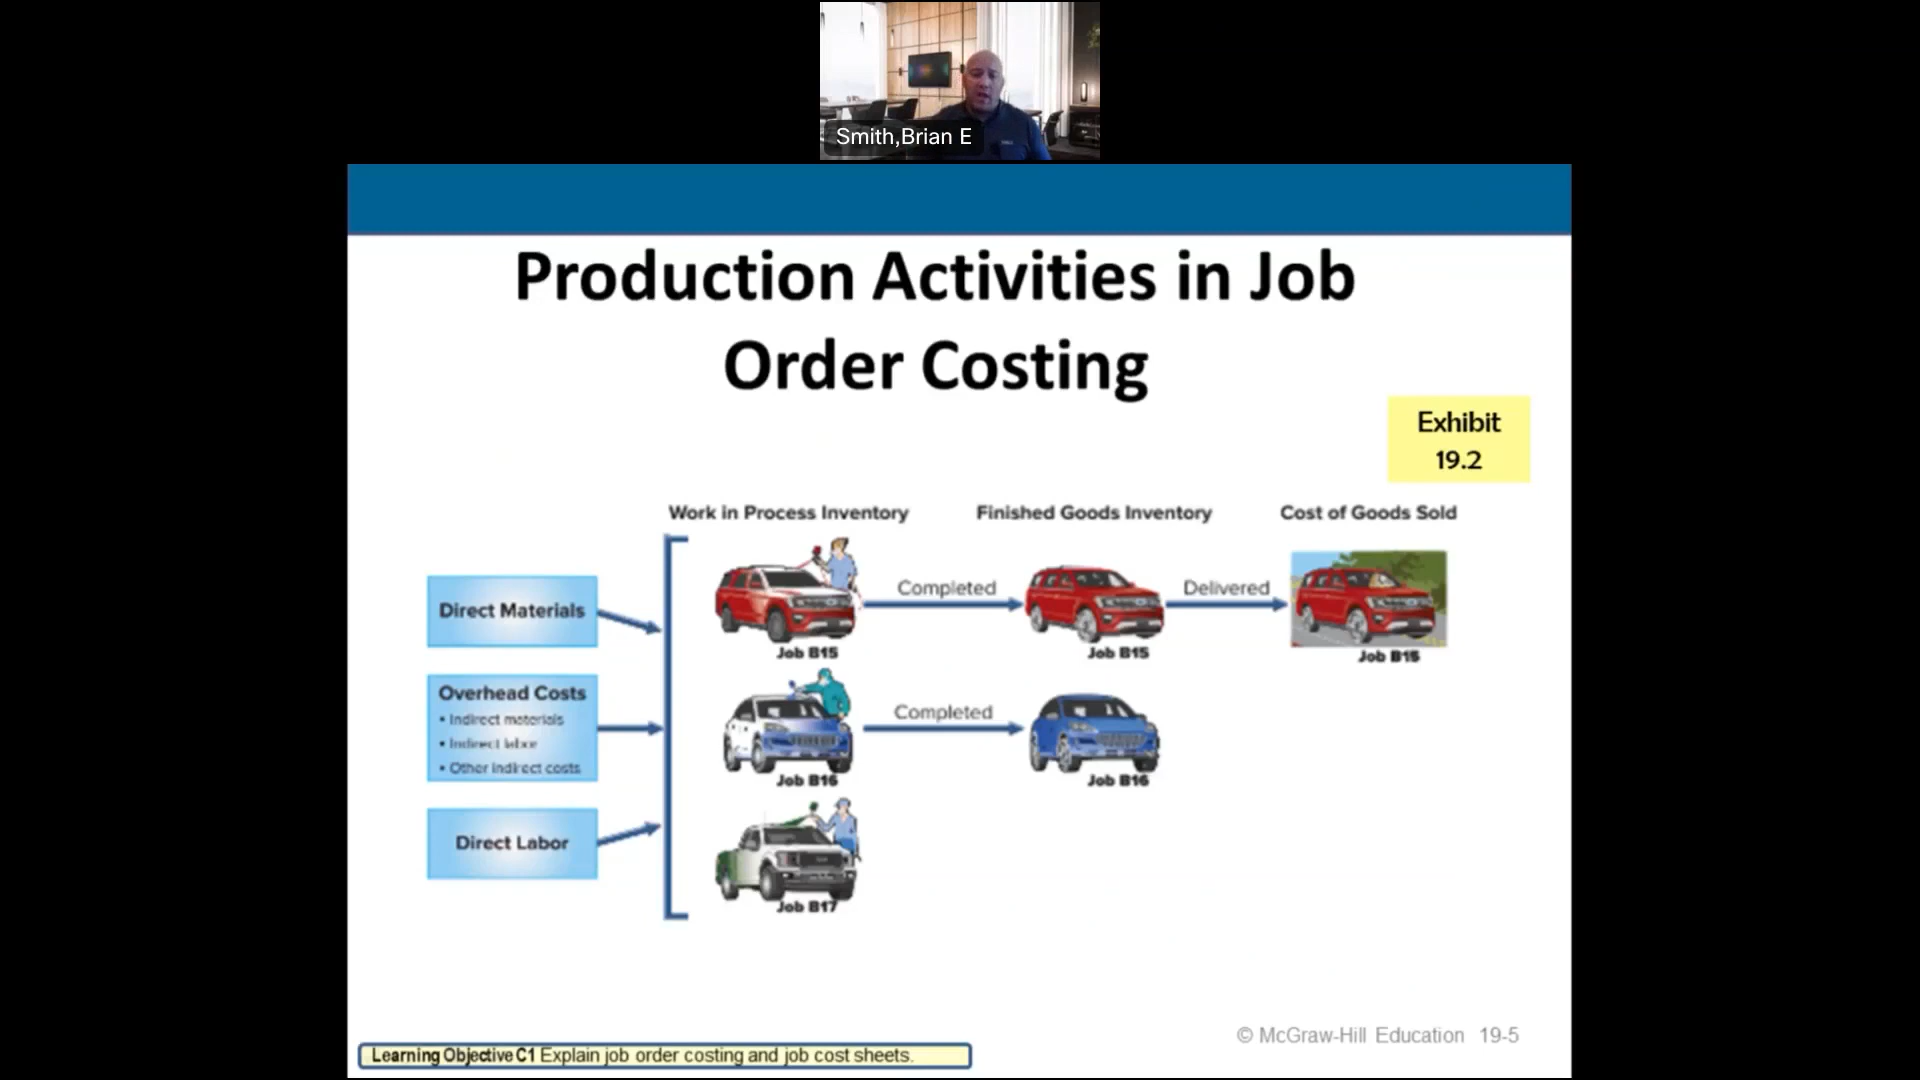 Smith,Brian E
Production Activities in Job
Order Costing
Exhibit
19.2
Work in Process Inventory
Finished Goods Inventory
Cost of Goods Sold
Direct Materials
Overhead Costs
• Indirect materials
• Indirect labor
• Other indirect costs
Direct Labor
Completed
Delivered
Job B15
Job B15
Job B15
Completed
Job B16
Job B16
Job B17
© McGraw-Hill Education 19-5
Learning Objective C1 Explain job order costing and job cost sheets.